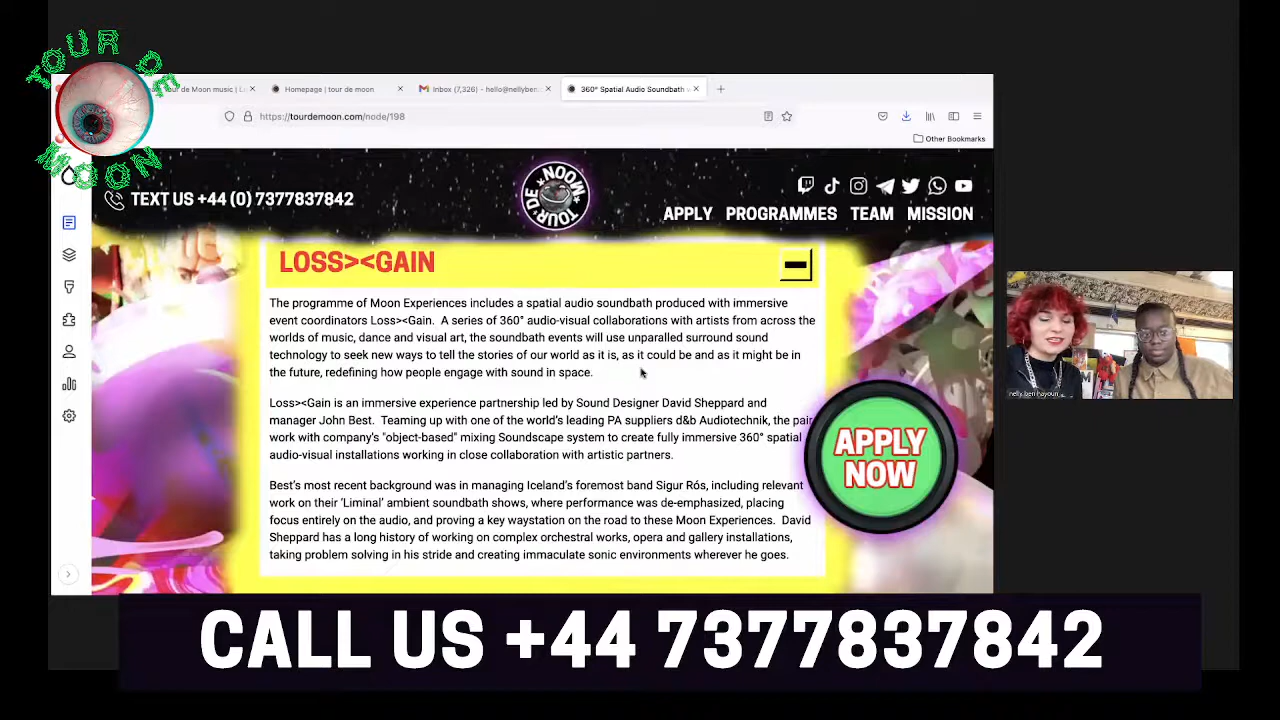 TOUR DE
MOON
ur de Moon music | L
Homepage | tour de moon
Inbox (7,326) - hello@nellyben.
360° Spatial Audio Soundbath
https://tourdemoon.com/node/198
Other Bookmarks
TEXT US +44 (0) 7377837842
TOUR DE MOON
APPLY PROGRAMMES TEAM MISSION
LOSS><GAIN
The programme of Moon Experiences includes a spatial audio soundbath produced with immersive
event coordinators Loss><Gain. A series of 360° audio-visual collaborations with artists from across the
worlds of music, dance and visual art, the soundbath events will use unparalled surround sound
technology to seek new ways to tell the stories of our world as it is, as it could be and as it might be in
the future, redefining how people engage with sound in space.
Loss><Gain is an immersive experience partnership led by Sound Designer David Sheppard and
manager John Best. Teaming up with one of the world's leading PA suppliers d&b Audiotechnik, the pair
work with company's "object-based" mixing Soundscape system to create fully immersive 360° spatial
audio-visual installations working in close collaboration with artistic partners.
Best's most recent background was in managing Iceland's foremost band Sigur Rós, including relevant
work on their 'Liminal' ambient soundbath shows, where performance was de-emphasized, placing
focus entirely on the audio, and proving a key waystation on the road to these Moon Experiences. David
Sheppard has a long history of working on complex orchestral works, opera and gallery installations,
taking problem solving in his stride and creating immaculate sonic environments wherever he goes.
APPLY
NOW
nelly ben hayoun
CALL US +44 7377837842